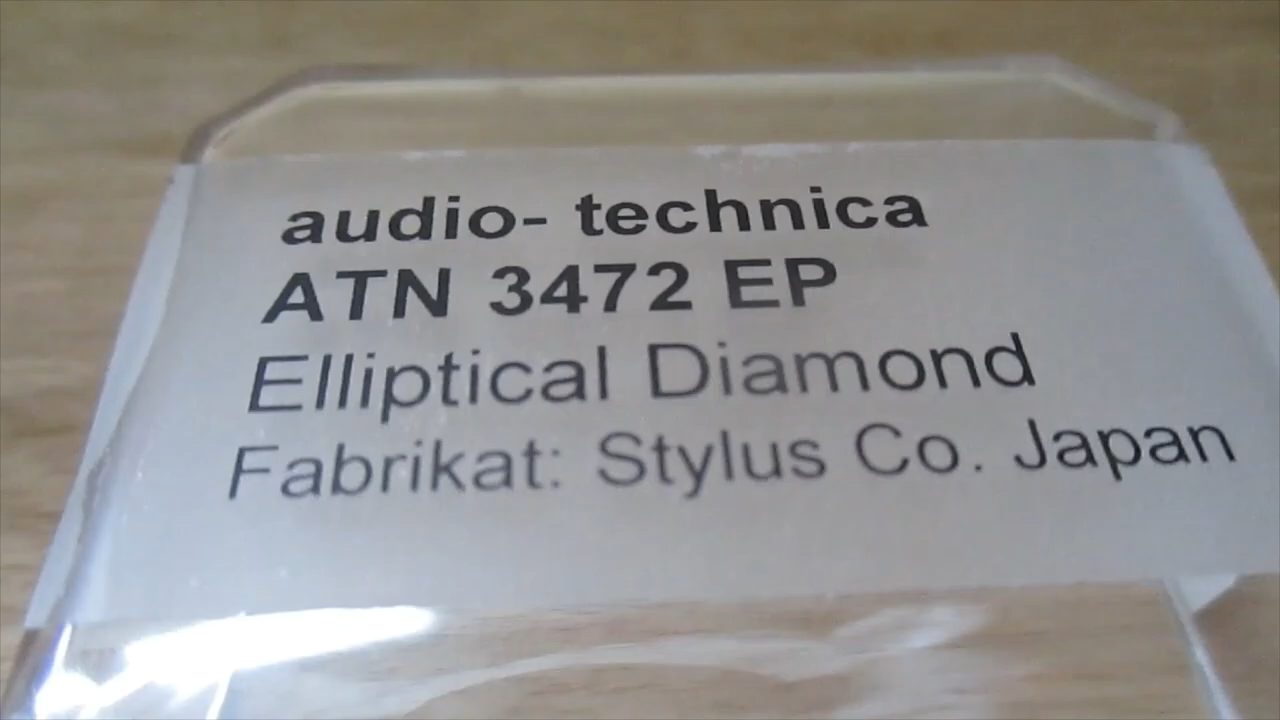 audio- technica
ATN 3472 EP
Elliptical Diamond
Fabrikat: Stylus Co. Japan